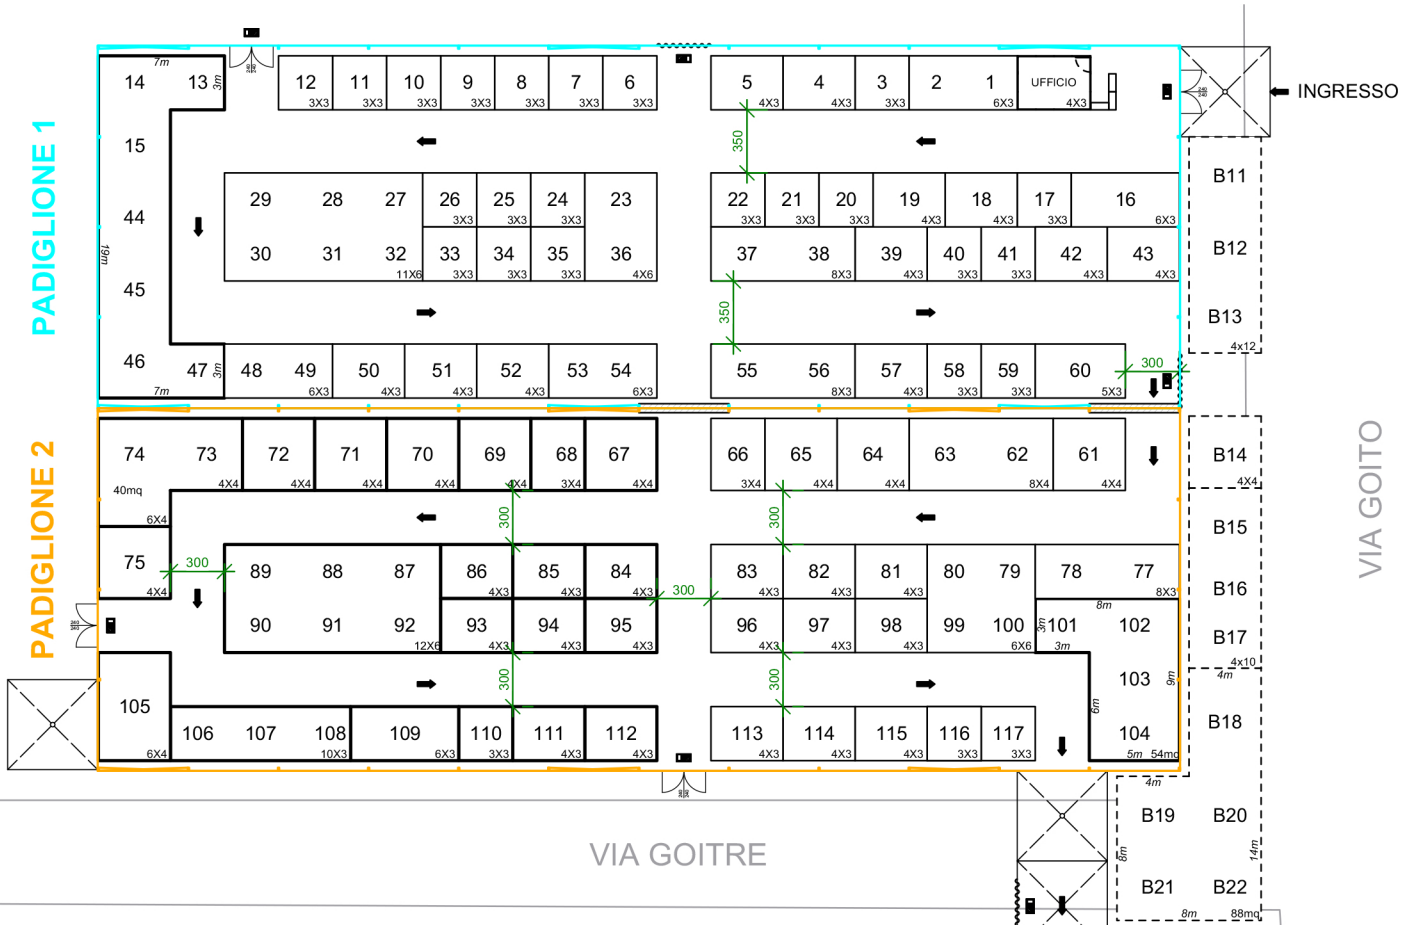 14 13 12 11 10 9 8 7 6 5 4 3 2 1 UFFICIO
7m 3m 3X3 3X3 3X3 3X3 3X3 3X3 3X3 4X3 4X3 3X3 6X3 4X3
INGRESSO
PADIGLIONE 1
15
350
44
29 28 27 26 25 24 23 22 21 20 19 18 17 16
3X3 3X3 3X3 3X3 3X3 3X3 4X3 4X3 3X3 6X3
19m
30 31 32 33 34 35 36 37 38 39 40 41 42 43
11X6 3X3 3X3 3X3 4X6 8X3 4X3 3X3 3X3 4X3 4X3
45
350
46 47 48 49 50 51 52 53 54 55 56 57 58 59 60
7m 3m 6X3 4X3 4X3 4X3 6X3 8X3 4X3 3X3 3X3 5X3
300
B11
B12
B13
4x12
PADIGLIONE 2
74 73 72 71 70 69 68 67 66 65 64 63 62 61
40mq 4X4 4X4 4X4 4X4 4X4 3X4 4X4 3X4 4X4 4X4 8X4 4X4
6X4
300 300
75
4X4
300
89 88 87 86 85 84 83 82 81 80 79 78 77
4X3 4X3 4X3 4X3 4X3 4X3 8X3
300
8m
90 91 92 93 94 95 96 97 98 99 100 101 102
12X6 4X3 4X3 4X3 4X3 4X3 4X3 6X6 3m 3m
240
240
300 300
103
9m
6m
105 106 107 108 109 110 111 112 113 114 115 116 117 104
6X4 10X3 6X3 3X3 4X3 4X3 4X3 4X3 4X3 3X3 3X3 5m 54mq
B14
4X4
B15
B16
B17
4x10
4m
B18
4m
B19 B20
8m 14m
B21 B22
8m 88mq
VIA GOITO
VIA GOITRE